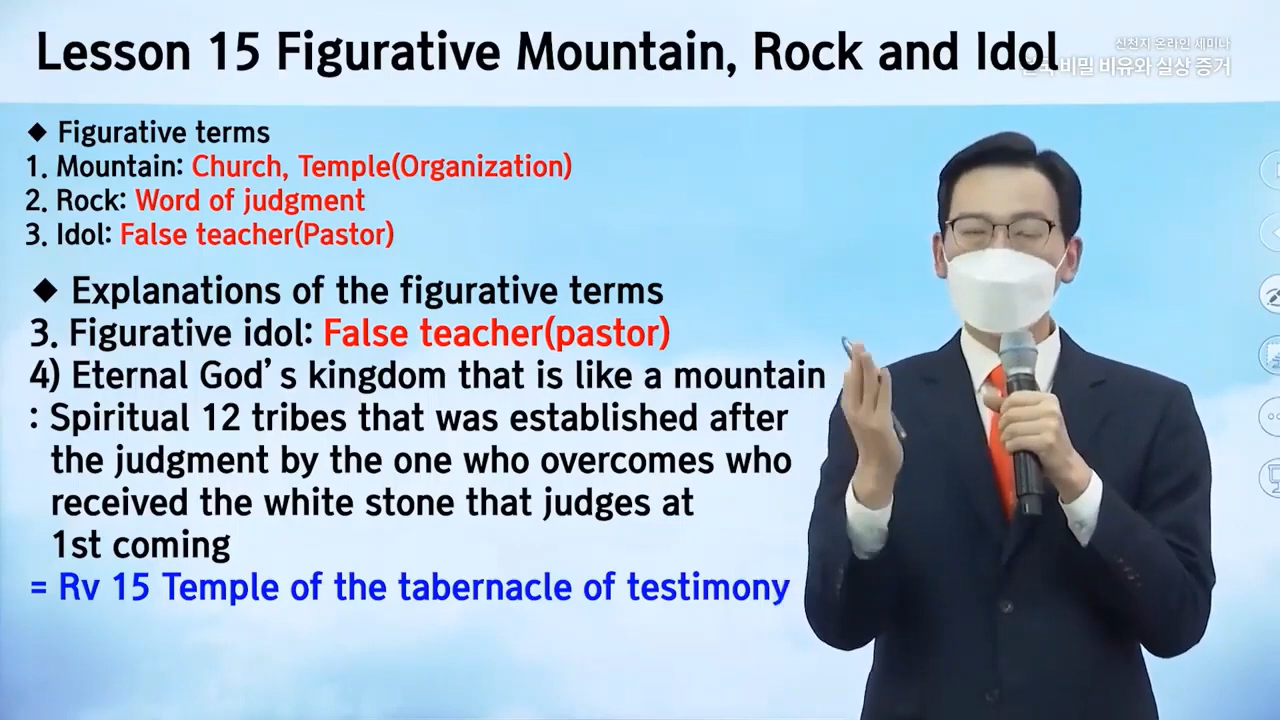 Lesson 15 Figurative Mountain, Rock and Idol
신천지 온라인 세미나
비밀 비유와 실상 증거
◆ Figurative terms
1. Mountain: Church, Temple(Organization)
2. Rock: Word of judgment
3. Idol: False teacher(Pastor)
◆ Explanations of the figurative terms
3. Figurative idol: False teacher(pastor)
4) Eternal God's kingdom that is like a mountain
: Spiritual 12 tribes that was established after
the judgment by the one who overcomes who
received the white stone that judges at
1st coming
= Rv 15 Temple of the tabernacle of testimony